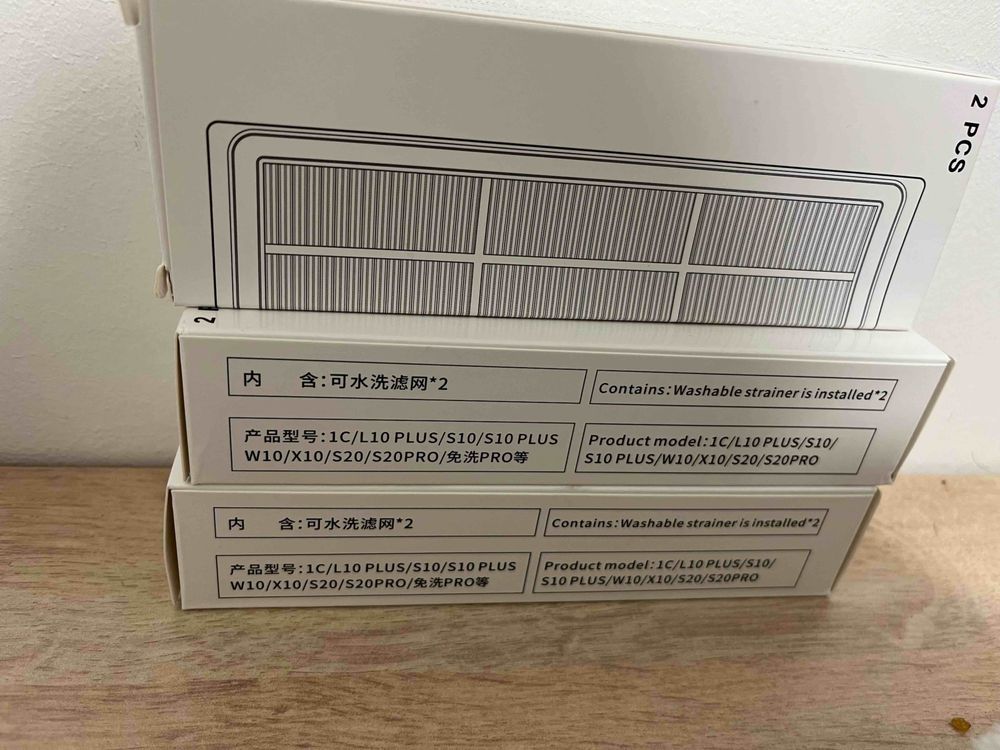 2 PCS
2
内 含:可水洗滤网*2
Contains:Washable strainer is installed*2
产品型号:1C/L10 PLUS/S10/S10 PLUS
W10/X10/S20/S20PRO/免洗PRO等
Product model:1C/L10 PLUS/S10/
S10 PLUS/W10/X10/S20/S20PRO
内 含:可水洗滤网*2
Contains:Washable strainer is installed*2
产品型号:1C/L10 PLUS/S10/S10 PLUS
W10/X10/S20/S20PRO/免洗PRO等
Product model:1C/L10 PLUS/S10/
S10 PLUS/W10/X10/S20/S20PRO